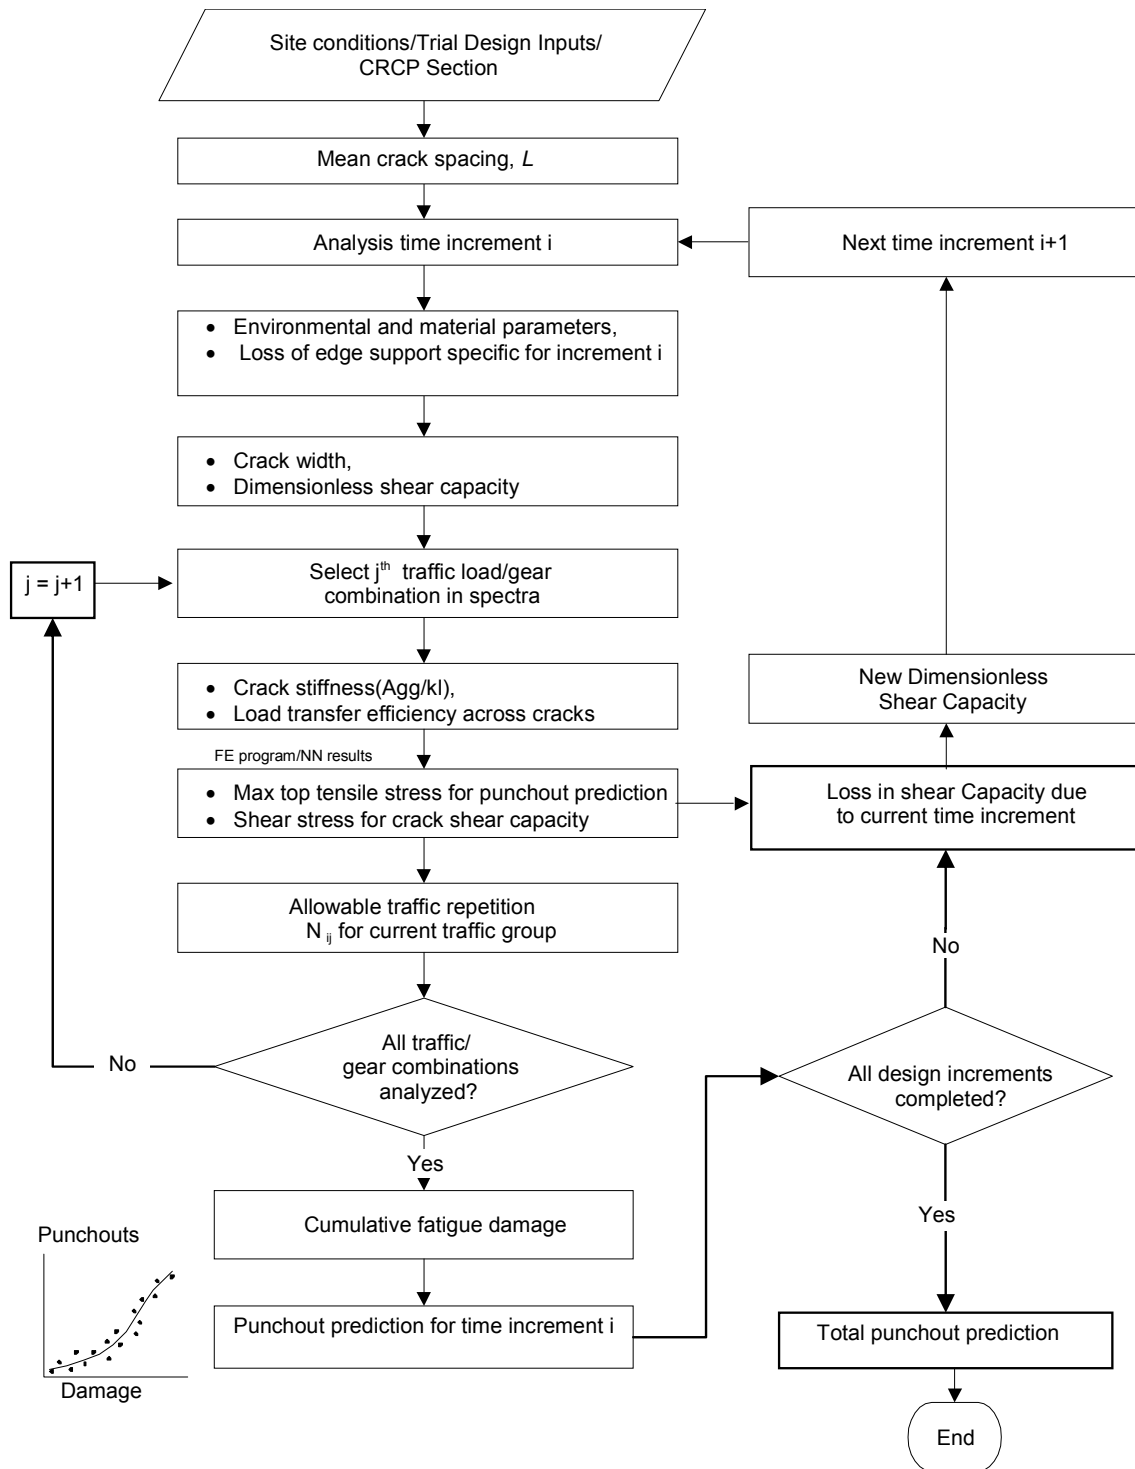 Site conditions/Trial Design Inputs/
CRCP Section
Mean crack spacing, L
Analysis time increment i
Next time increment i+1
• Environmental and material parameters,
• Loss of edge support specific for increment i
• Crack width,
• Dimensionless shear capacity
j = j+1
Select jth traffic load/gear
combination in spectra
• Crack stiffness(Agg/kl),
• Load transfer efficiency across cracks
New Dimensionless
Shear Capacity
FE program/NN results
• Max top tensile stress for punchout prediction
• Shear stress for crack shear capacity
Loss in shear Capacity due
to current time increment
Allowable traffic repetition
N ij for current traffic group
No
All traffic/
gear combinations
analyzed?
No
All design increments
completed?
Yes
Yes
Cumulative fatigue damage
Punchouts
Damage
Punchout prediction for time increment i
Total punchout prediction
End